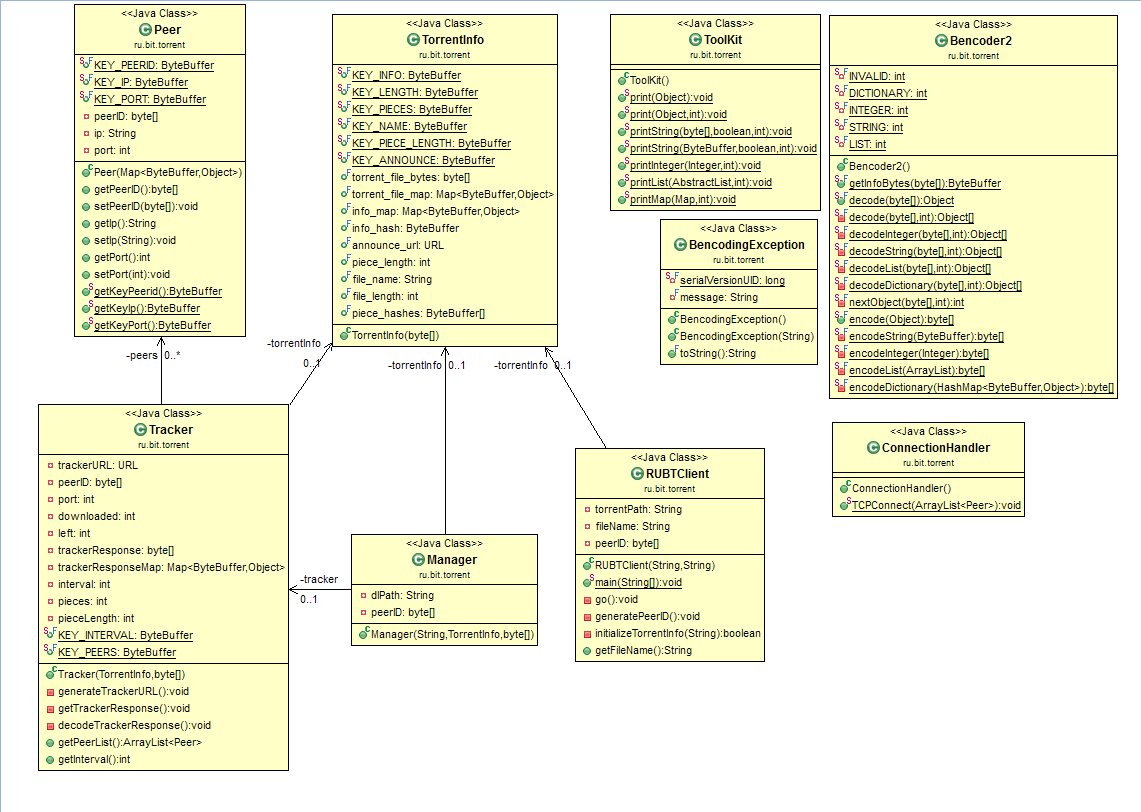 <<Java Class>>
Peer
ru.bit.torrent
KEY_PEERID: ByteBuffer
KEY_IP: ByteBuffer
KEY_PORT: ByteBuffer
peerID: byte[]
ip: String
port: int
Peer(Map<ByteBuffer,Object>)
getPeerID():byte[]
setPeerID(byte[]):void
getIp():String
setIp(String):void
getPort():int
setPort(int):void
getKeyPeerid():ByteBuffer
getKeyIp():ByteBuffer
getKeyPort():ByteBuffer
<<Java Class>>
TorrentInfo
ru.bit.torrent
KEY_INFO: ByteBuffer
KEY_LENGTH: ByteBuffer
KEY_PIECES: ByteBuffer
KEY_NAME: ByteBuffer
KEY_PIECE_LENGTH: ByteBuffer
KEY_ANNOUNCE: ByteBuffer
torrent_file_bytes: byte[]
torrent_file_map: Map<ByteBuffer,Object>
info_map: Map<ByteBuffer,Object>
info_hash: ByteBuffer
announce_url: URL
piece_length: int
file_name: String
file_length: int
piece_hashes: ByteBuffer[]
TorrentInfo(byte[])
<<Java Class>>
ToolKit
ru.bit.torrent
ToolKit()
print(Object):void
print(Object,int):void
printString(byte[],boolean,int):void
printString(ByteBuffer,boolean,int):void
printInteger(Integer,int):void
printList(AbstractList,int):void
printMap(Map,int):void
<<Java Class>>
BencodingException
ru.bit.torrent
serialVersionUID: long
message: String
BencodingException()
BencodingException(String)
toString():String
<<Java Class>>
Bencoder2
ru.bit.torrent
INVALID: int
DICTIONARY: int
INTEGER: int
STRING: int
LIST: int
Bencoder2()
getInfoBytes(byte[]):ByteBuffer
decode(byte[]):Object
decode(byte[],int):Object[]
decodeInteger(byte[],int):Object[]
decodeString(byte[],int):Object[]
decodeList(byte[],int):Object[]
decodeDictionary(byte[],int):Object[]
nextObject(byte[],int):int
encode(Object):byte[]
encodeString(ByteBuffer):byte[]
encodeInteger(Integer):byte[]
encodeList(ArrayList):byte[]
encodeDictionary(HashMap<ByteBuffer,Object>):byte[]
-peers 0..*
-torrentInfo
0..1
-torrentInfo 0..1
-torrentInfo 0..1
<<Java Class>>
Tracker
ru.bit.torrent
trackerURL: URL
peerID: byte[]
port: int
downloaded: int
left: int
trackerResponse: byte[]
trackerResponseMap: Map<ByteBuffer,Object>
interval: int
pieces: int
pieceLength: int
KEY_INTERVAL: ByteBuffer
KEY_PEERS: ByteBuffer
Tracker(TorrentInfo,byte[])
generateTrackerURL():void
getTrackerResponse():void
decodeTrackerResponse():void
getPeerList():ArrayList<Peer>
getInterval():int
-tracker
0..1
<<Java Class>>
Manager
ru.bit.torrent
dlPath: String
peerID: byte[]
Manager(String,TorrentInfo,byte[])
<<Java Class>>
RUBTClient
ru.bit.torrent
torrentPath: String
fileName: String
peerID: byte[]
RUBTClient(String,String)
main(String[]):void
go():void
generatePeerID():void
initializeTorrentInfo(String):boolean
getFileName():String
<<Java Class>>
ConnectionHandler
ru.bit.torrent
ConnectionHandler()
TCPConnect(ArrayList<Peer>):void